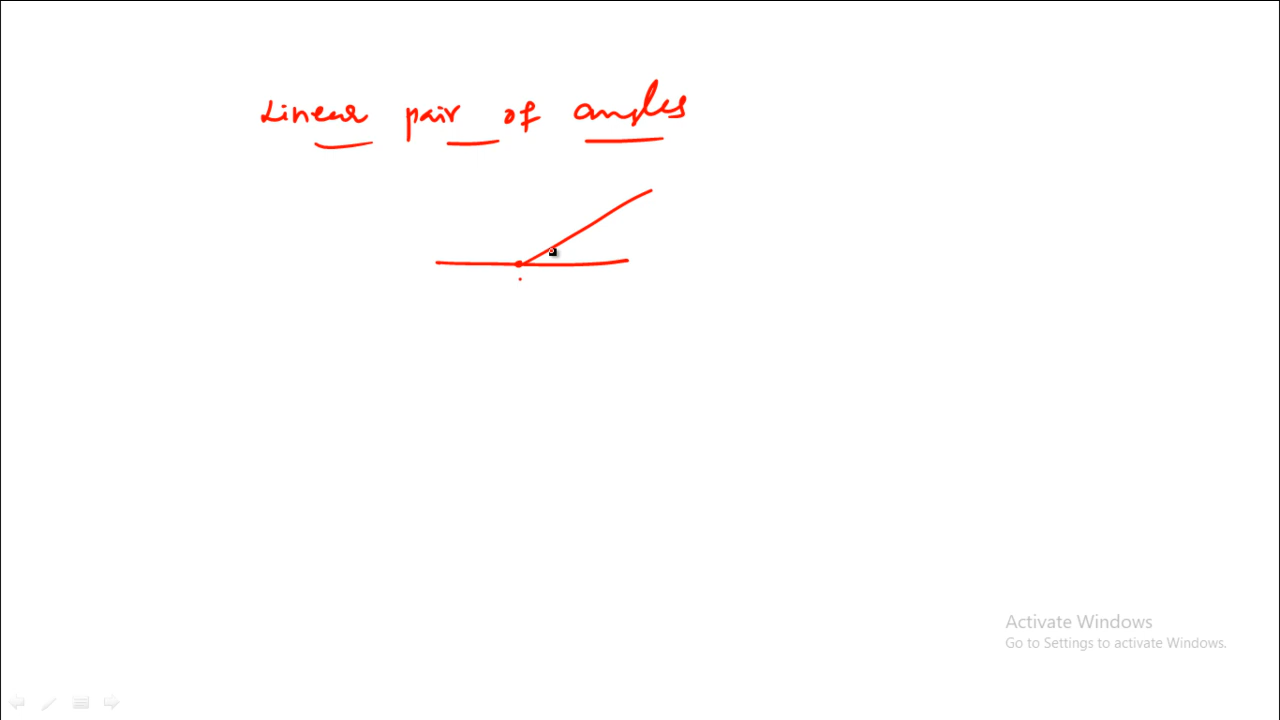 Linear pair of angles
Activate Windows
Go to Settings to activate Windows.